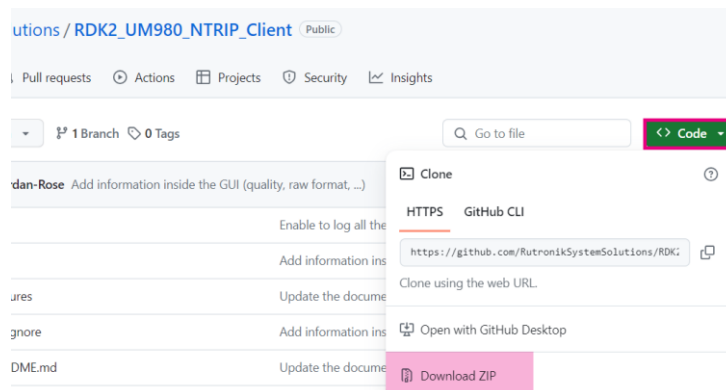 utions / RDK2_UM980_NTRIP_Client Public
Pull requests Actions Projects Security Insights
1 Branch 0 Tags Go to file Code
rdan-Rose Add information inside the GUI (quality, raw format, ...)
Clone
HTTPS GitHub CLI
Enable to log all the
https://github.com/RutronikSystemSolutions/RDK
Add information ins
Clone using the web URL.
ures Update the docume
gnore Add information ins
Open with GitHub Desktop
DME.md Update the docume
Download ZIP